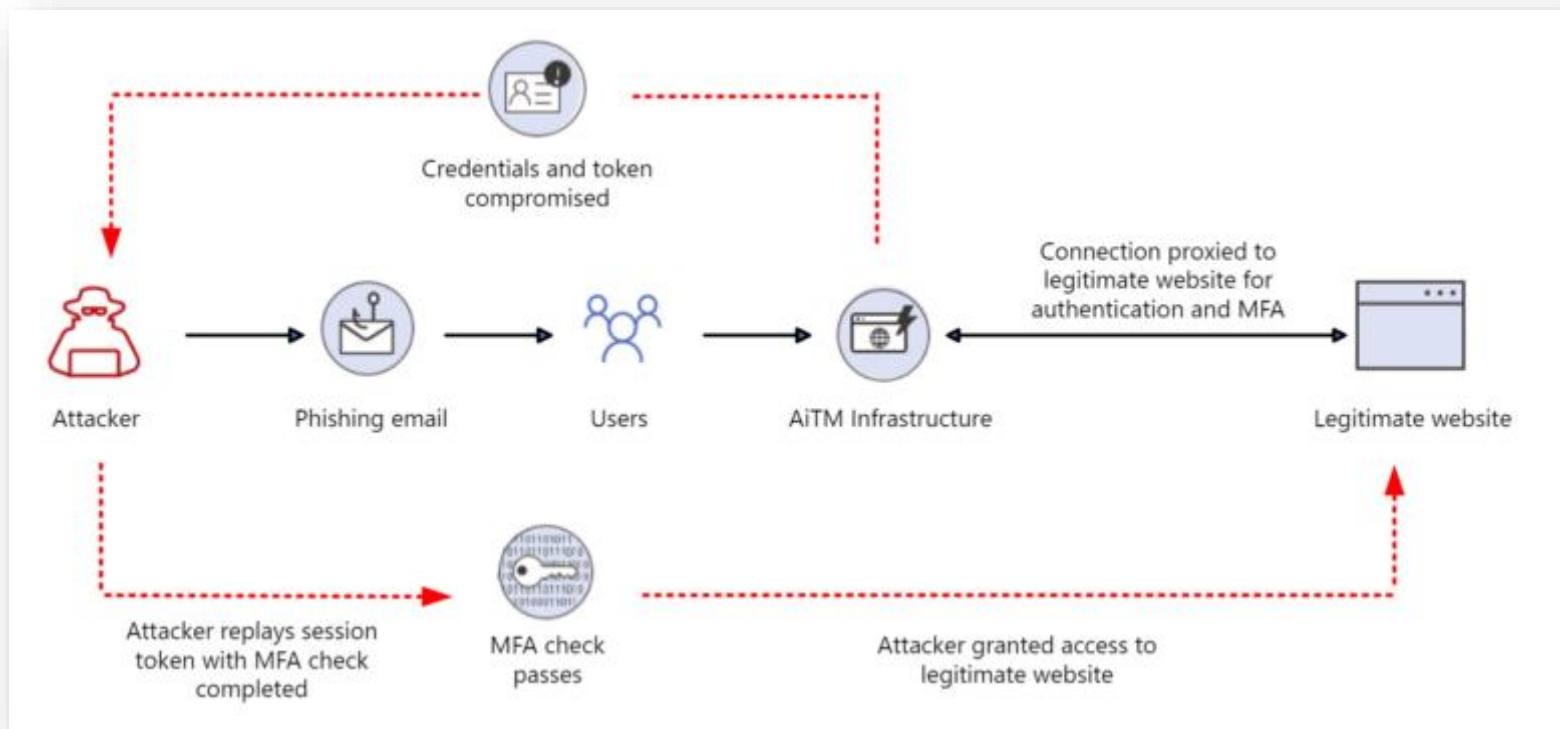 Credentials and token
compromised
Connection proxied to
legitimate website for
authentication and MFA
Attacker
Phishing email
Users
AiTM Infrastructure
Legitimate website
Attacker replays session
token with MFA check
completed
MFA check
passes
Attacker granted access to
legitimate website